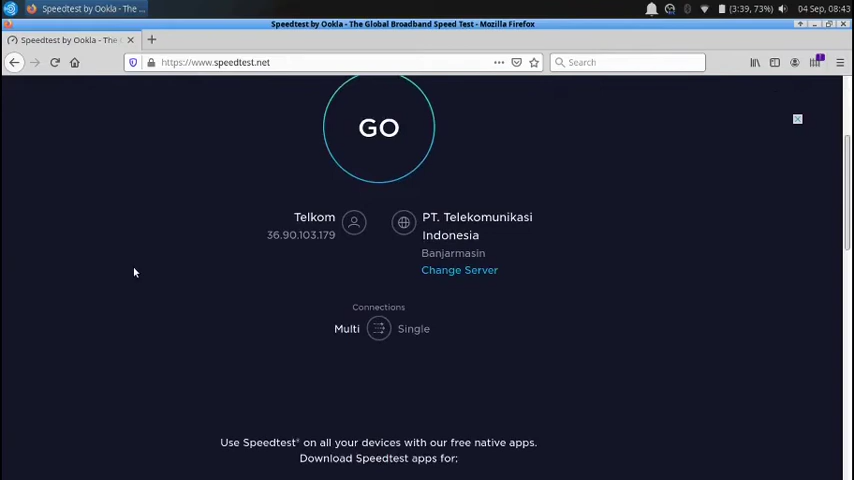 Speedtest by Ookla - The ...
(3:39, 73%)
04 Sep, 08:43
Speedtest by Ookla - The Global Broadband Speed Test - Mozilla Firefox
Speedtest by Ookla - The
https://www.speedtest.net
Search
GO
Telkom
36.90.103.179
PT. Telekomunikasi
Indonesia
Banjarmasin
Change Server
Connections
Multi
Single
Use Speedtest® on all your devices with our free native apps.
Download Speedtest apps for: